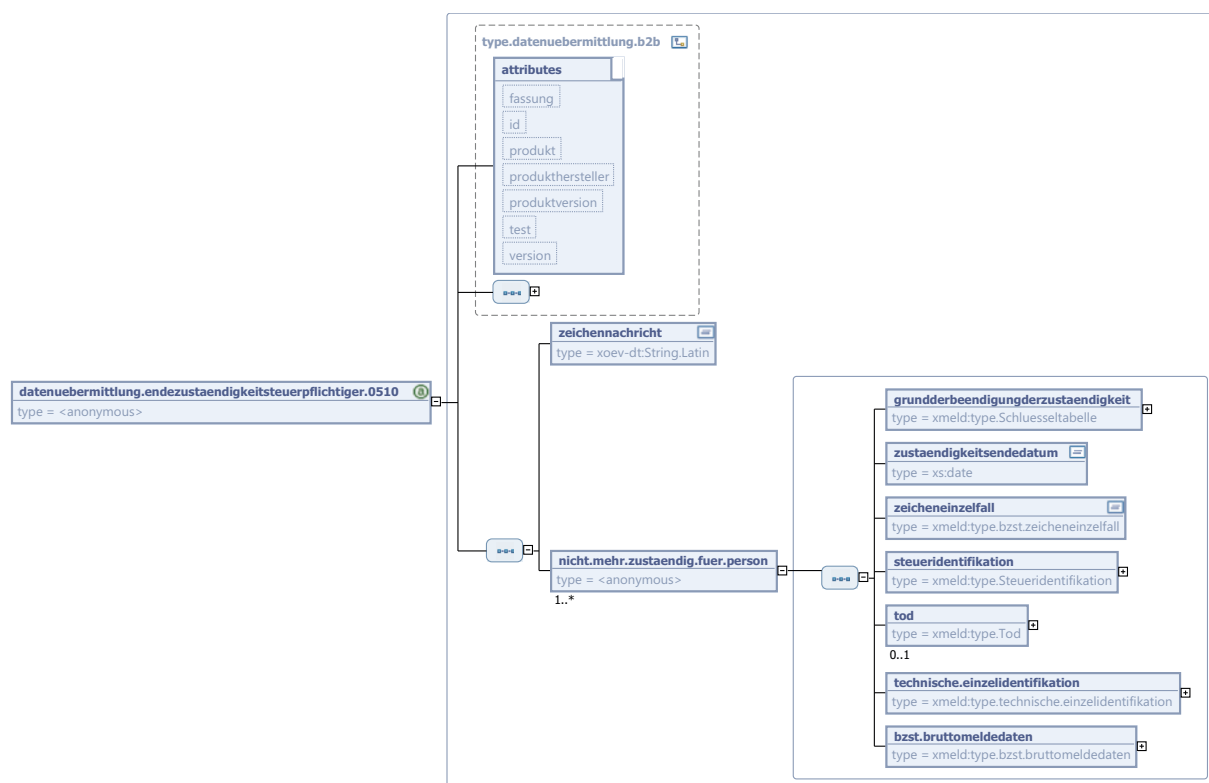 type.datenuebermittlung.b2b
attributes
fassung
id
produkt
produkthersteller
produktversion
test
version
zeichennachricht
type = xoev-dt:String.Latin
datenuebermittlung.endezustaendigkeitsteuerpflichtiger.0510
type = <anonymous>
nicht.mehr.zustaendig.fuer.person
type = <anonymous>
1..*
grundderbeendigungderzustaendigkeit
type = xmeld:type.Schluesseltabelle
zustaendigkeitsendedatum
type = xs:date
zeicheneinzelfall
type = xmeld:type.bzst.zeicheneinzelfall
steueridentifikation
type = xmeld:type.Steueridentifikation
tod
type = xmeld:type.Tod
0..1
technische.einzelidentifikation
type = xmeld:type.technische.einzelidentifikation
bzst.bruttomeldedaten
type = xmeld:type.bzst.bruttomeldedaten